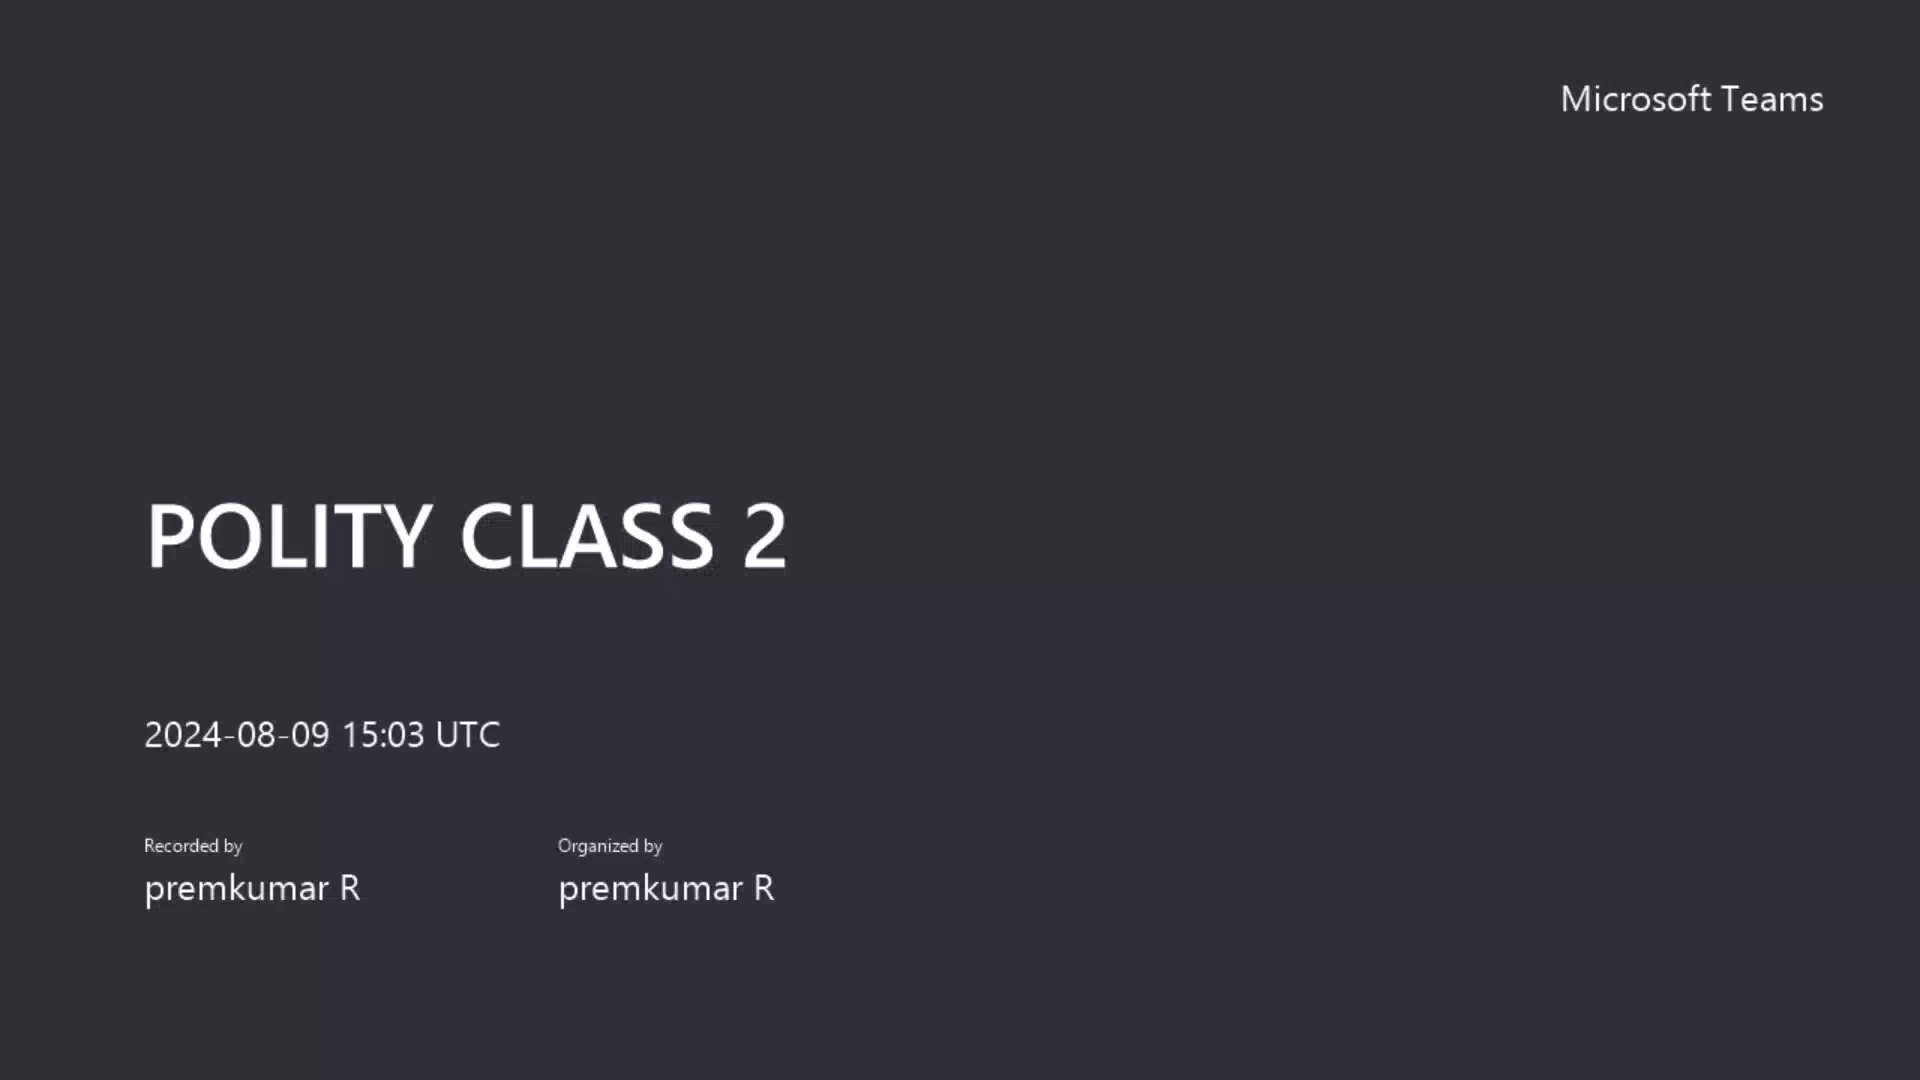 Microsoft Teams
POLITY CLASS 2
2024-08-09 15:03 UTC
Recorded by
premkumar R
Organized by
premkumar R